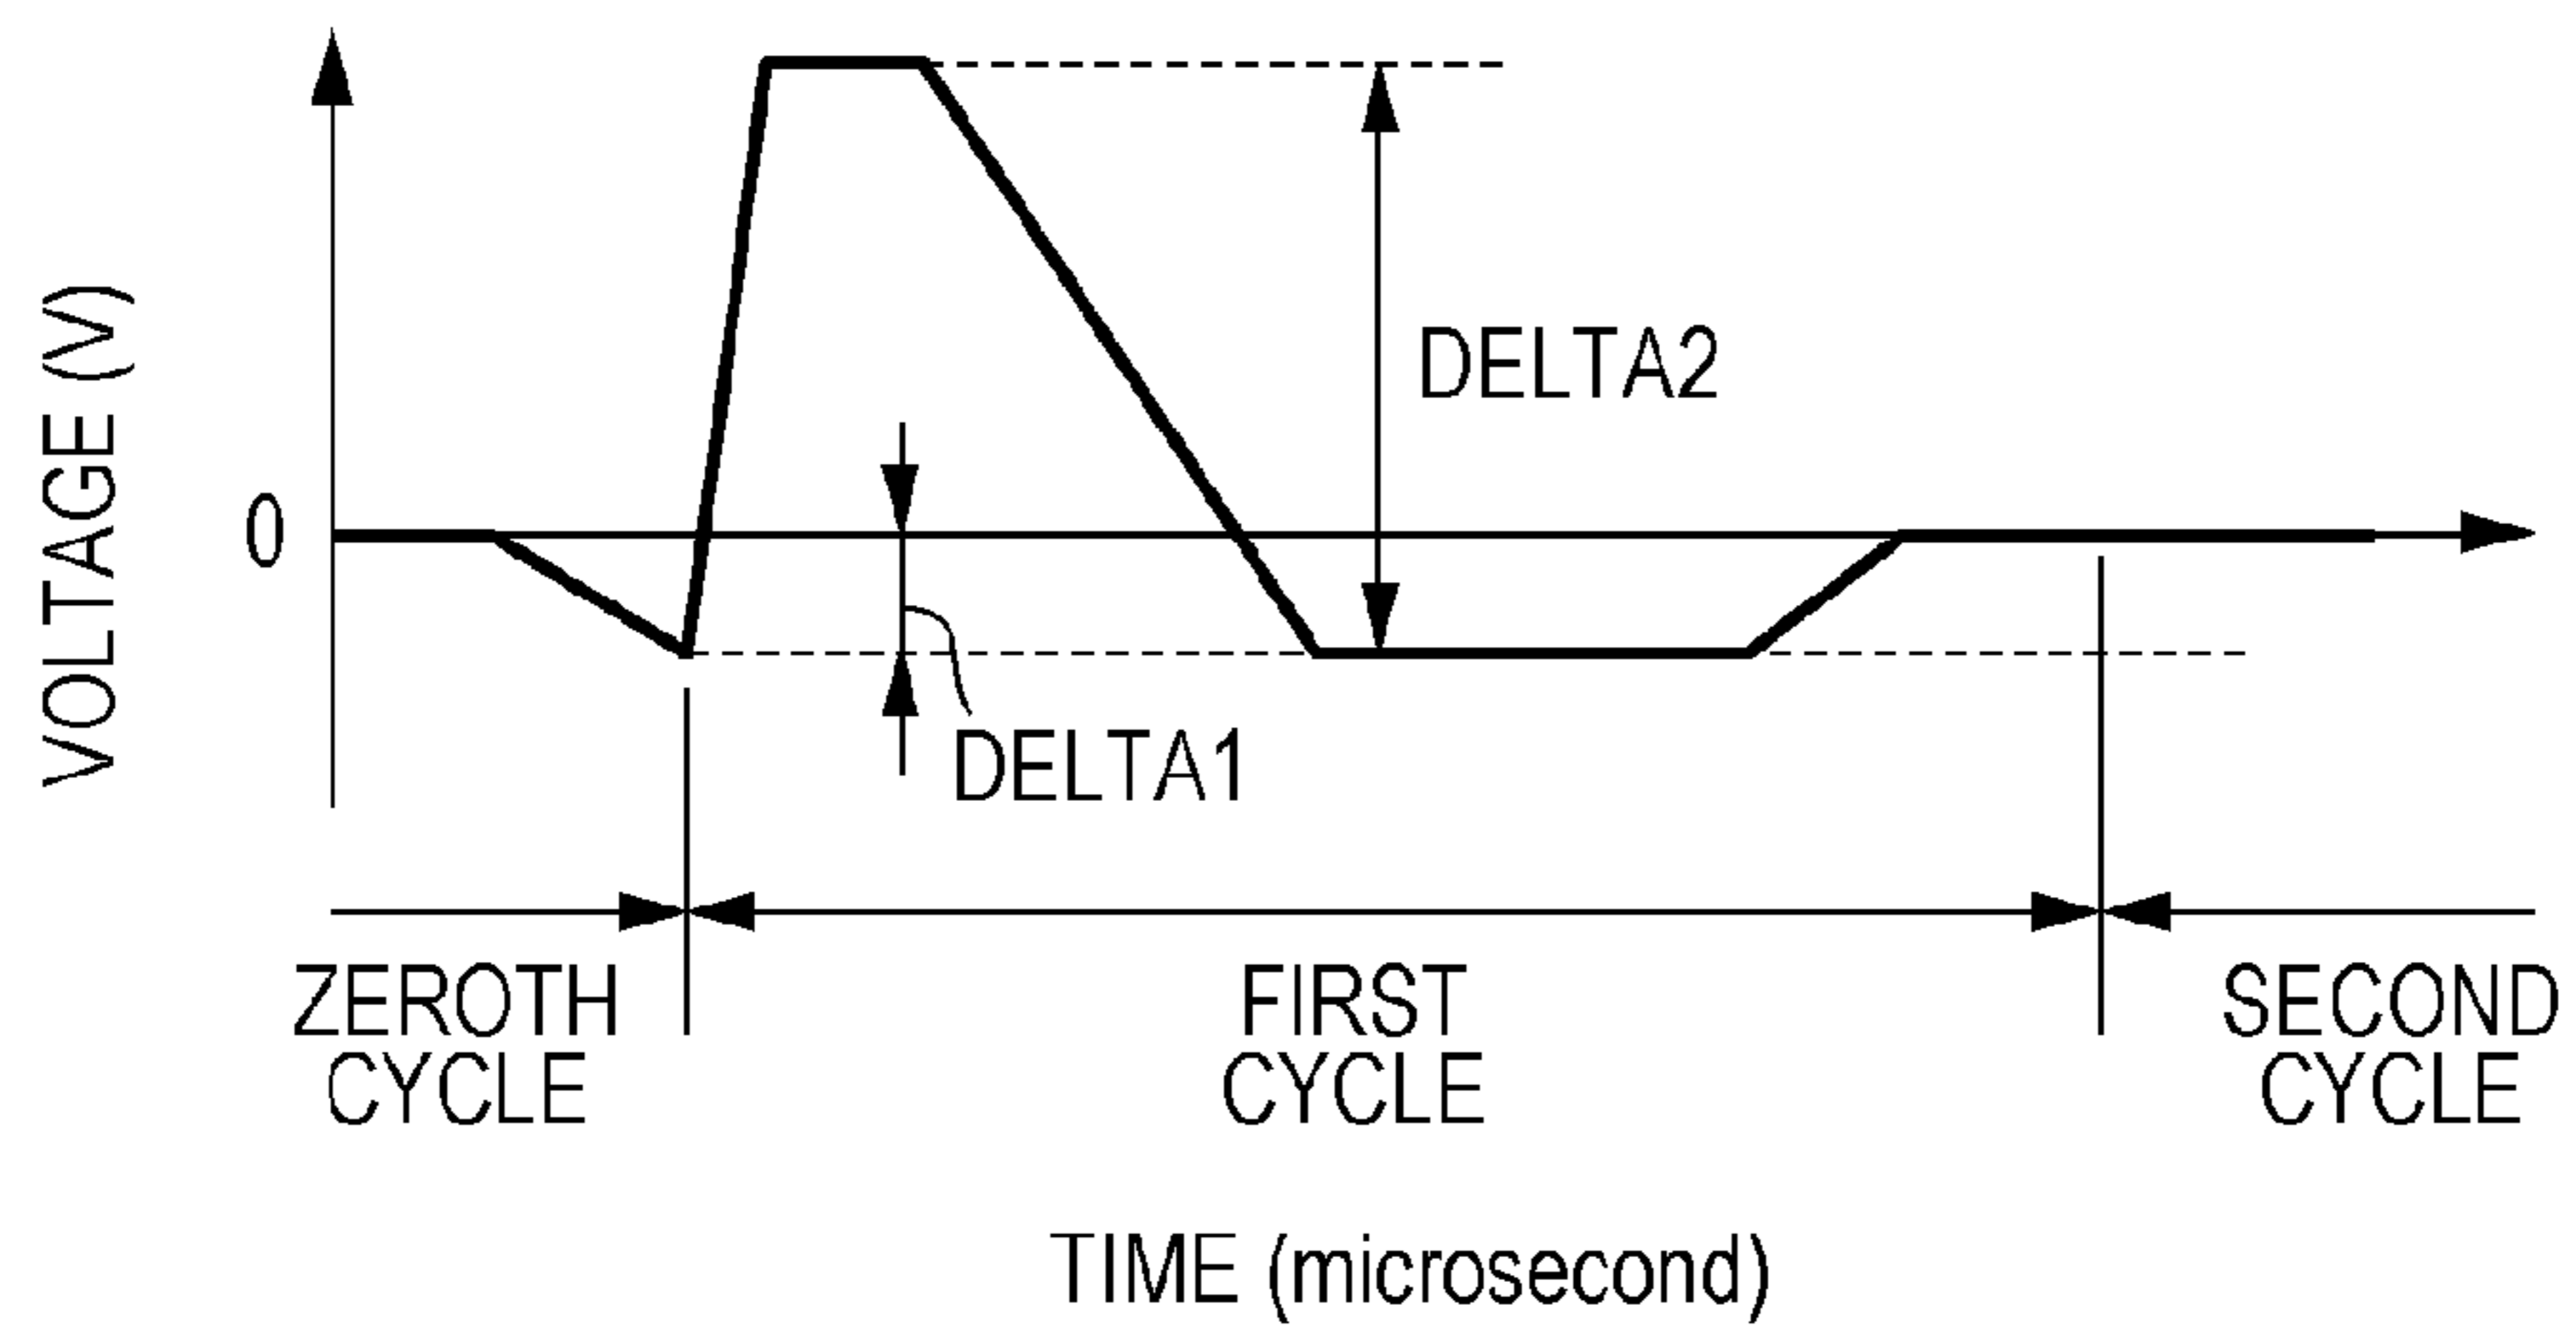 VOLTAGE (V)
0
DELTA2
DELTA1
ZEROTH
CYCLE
FIRST
CYCLE
SECOND
CYCLE
TIME (microsecond)